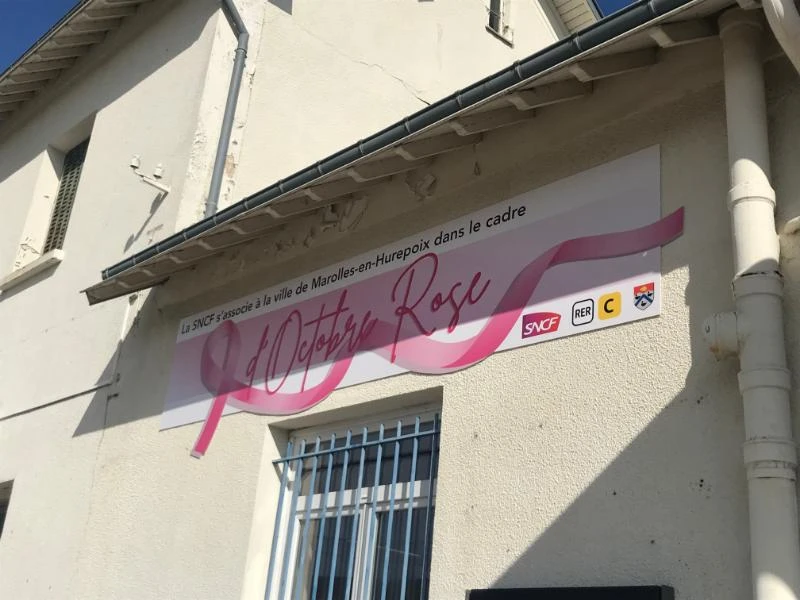 La SNCF s'associe à la ville de Marolles-en-Hurepoix dans le cadre
d'Octobre Rose
SNCF RER C